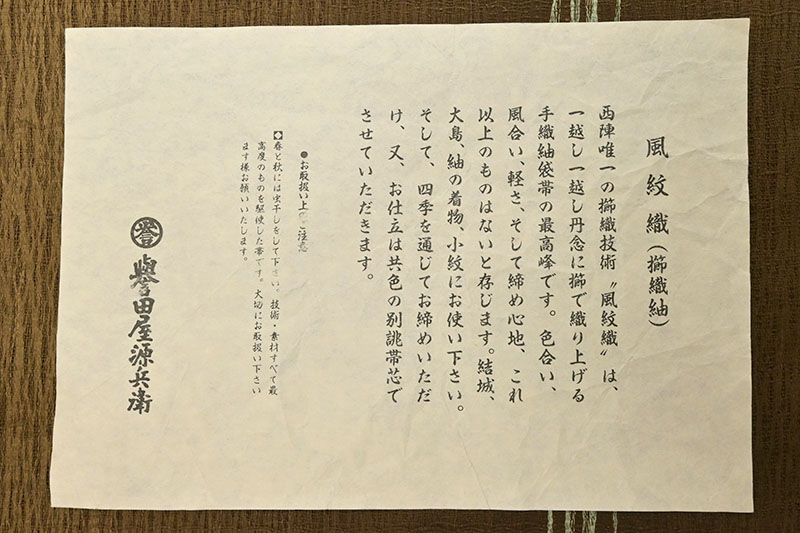 風紋織（擳織紬）
西陣唯一の擳織技術〝風紋織〟は、
一越し一越し丹念に擳で織り上げる
手織紬袋帯の最高峰です。色合い、
風合い、軽さ、そして締め心地、これ
以上のものはないと存じます。結城、
大島、紬の着物、小紋にお使い下さい。
そして、四季を通じてお締めいただ
け、又、お仕立は共色の別誂帯芯で
させていただきます。
●お取扱い上のご注意
春と秋には虫干しをして下さい。技術・素材すべて最
高度のものを駆使した帯です。大切にお取扱い下さい
ます様お願いいたします。
誉 譽田屋源兵衛